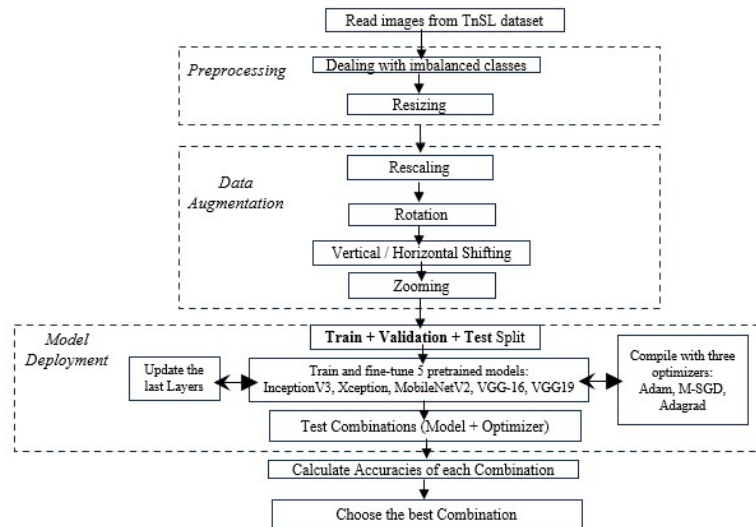 Read images from TnSL dataset
Preprocessing
Dealing with imbalanced classes
Resizing
Data
Augmentation
Rescaling
Rotation
Vertical / Horizontal Shifting
Zooming
Model
Deployment
Train + Validation + Test Split
Update the
last Layers
Train and fine-tune 5 pretrained models:
InceptionV3, Xception, MobileNetV2, VGG-16, VGG19
Compile with three
optimizers:
Adam, M-SGD,
Adagrad
Test Combinations (Model + Optimizer)
Calculate Accuracies of each Combination
Choose the best Combination